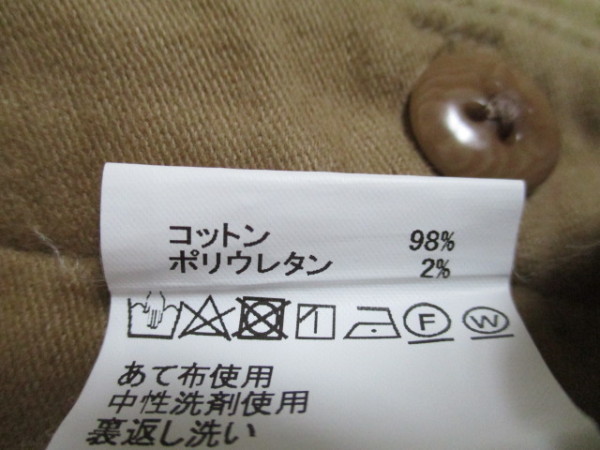 コットン 98%
ポリウレタン 2%
F W
あて布使用
中性洗剤使用
裏返し洗い